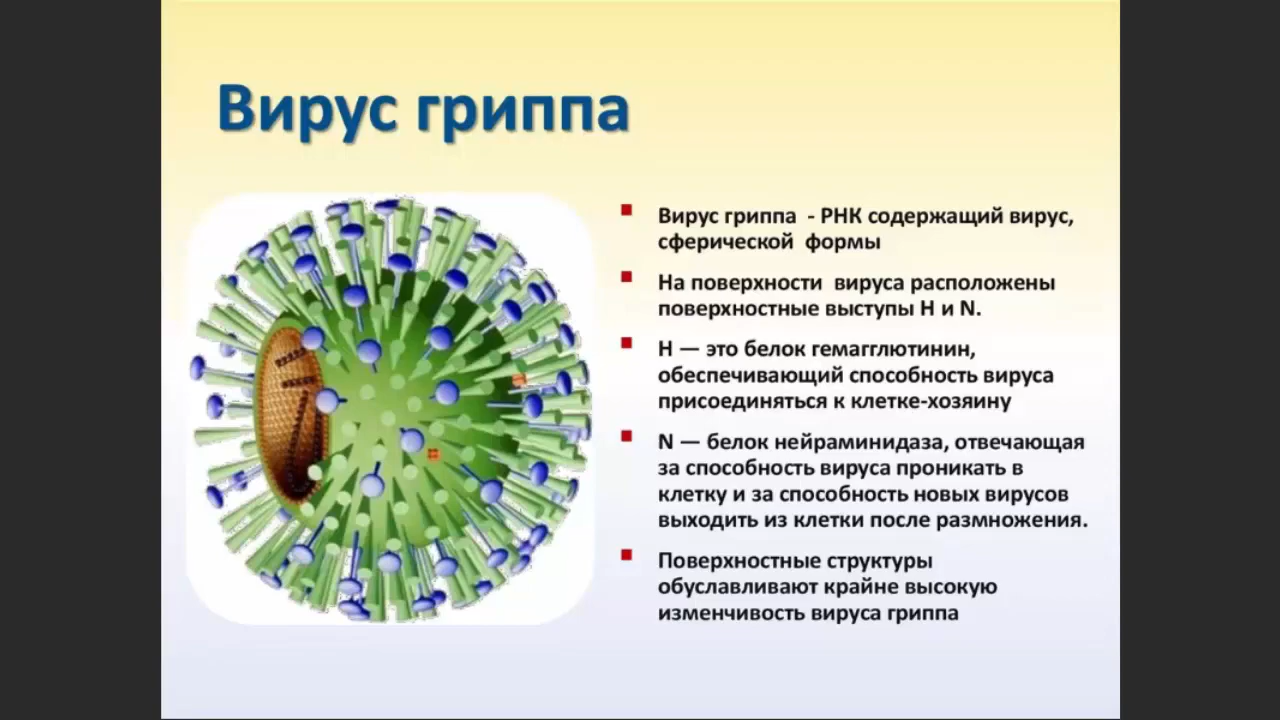 Вирус гриппа
Вирус гриппа - РНК содержащий вирус,
сферической формы
На поверхности вируса расположены
поверхностные выступы H и N.
H — это белок гемагглютинин,
обеспечивающий способность вируса
присоединяться к клетке-хозяину
N — белок нейраминидаза, отвечающая
за способность вируса проникать в
клетку и за способность новых вирусов
выходить из клетки после размножения.
Поверхностные структуры
обуславливают крайне высокую
изменчивость вируса гриппа